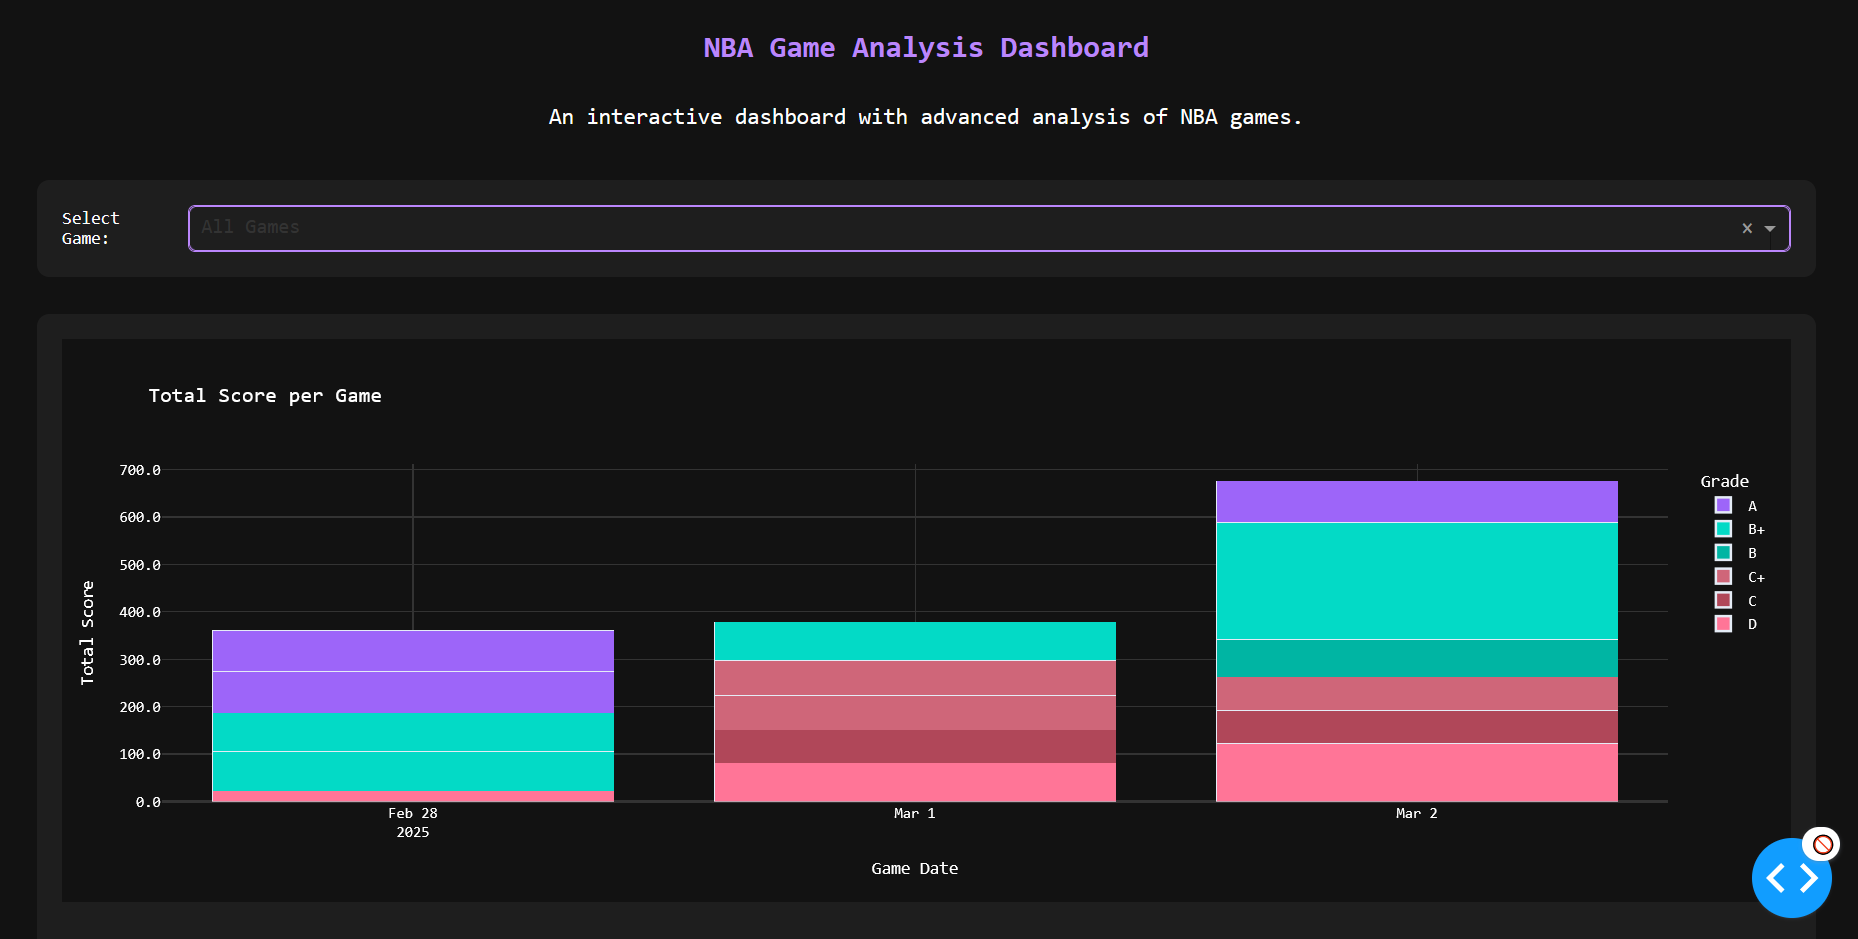 NBA Game Analysis Dashboard
An interactive dashboard with advanced analysis of NBA games.
Select
Game:
All Games
Total Score per Game
700.0
600.0
500.0
400.0
300.0
200.0
100.0
0.0
Total Score
Feb 28
2025
Mar 1
Mar 2
Game Date
Grade
A
B+
B
C+
C
D